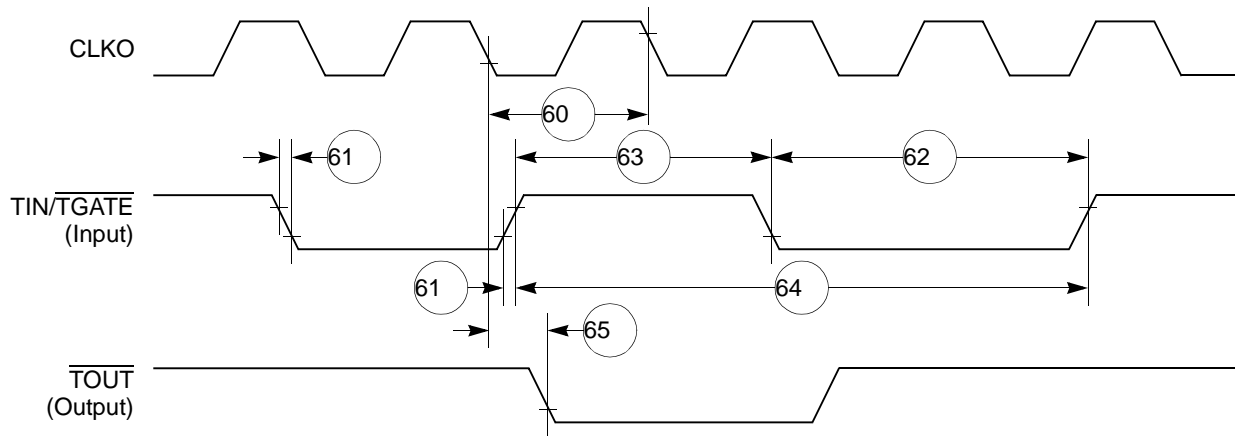 CLKO
60
61
63
62
TIN/TGATE
(Input)
61
64
65
TOUT
(Output)